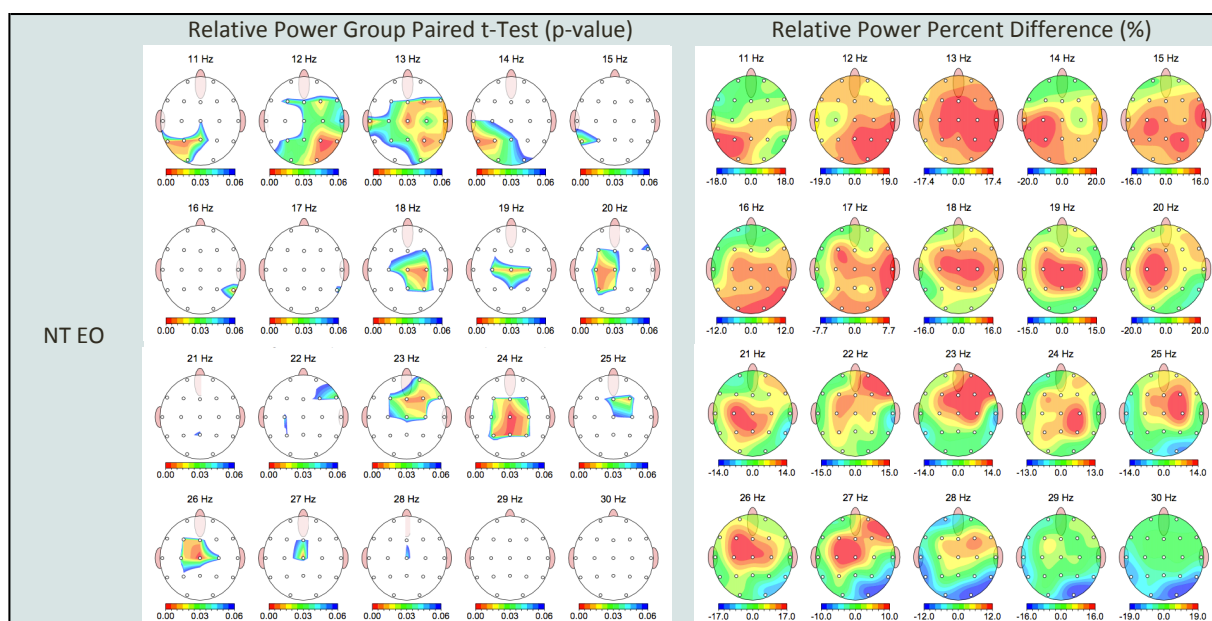 Relative Power Group Paired t-Test (p-value) Relative Power Percent Difference (%)
11 Hz 12 Hz 13 Hz 14 Hz 15 Hz 11 Hz 12 Hz 13 Hz 14 Hz 15 Hz
0.00 0.03 0.06 0.00 0.03 0.06 0.00 0.03 0.06 0.00 0.03 0.06 0.00 0.03 0.06 -18.0 0.0 18.0 -19.0 0.0 19.0 -17.4 0.0 17.4 -20.0 0.0 20.0 -16.0 0.0 16.0
16 Hz 17 Hz 18 Hz 19 Hz 20 Hz 16 Hz 17 Hz 18 Hz 19 Hz 20 Hz
0.00 0.03 0.06 0.00 0.03 0.06 0.00 0.03 0.06 0.00 0.03 0.06 0.00 0.03 0.06 -12.0 0.0 12.0 -7.7 0.0 7.7 -16.0 0.0 16.0 -15.0 0.0 15.0 -20.0 0.0 20.0
NT EO
21 Hz 22 Hz 23 Hz 24 Hz 25 Hz 21 Hz 22 Hz 23 Hz 24 Hz 25 Hz
0.00 0.03 0.06 0.00 0.03 0.06 0.00 0.03 0.06 0.00 0.03 0.06 0.00 0.03 0.06 -14.0 0.0 14.0 -15.0 0.0 15.0 -14.0 0.0 14.0 -13.0 0.0 13.0 -14.0 0.0 14.0
26 Hz 27 Hz 28 Hz 29 Hz 30 Hz 26 Hz 27 Hz 28 Hz 29 Hz 30 Hz
0.00 0.03 0.06 0.00 0.03 0.06 0.00 0.03 0.06 0.00 0.03 0.06 0.00 0.03 0.06 -17.0 0.0 17.0 -10.0 0.0 10.0 -12.0 0.0 12.0 -14.0 0.0 14.0 -19.0 0.0 19.0